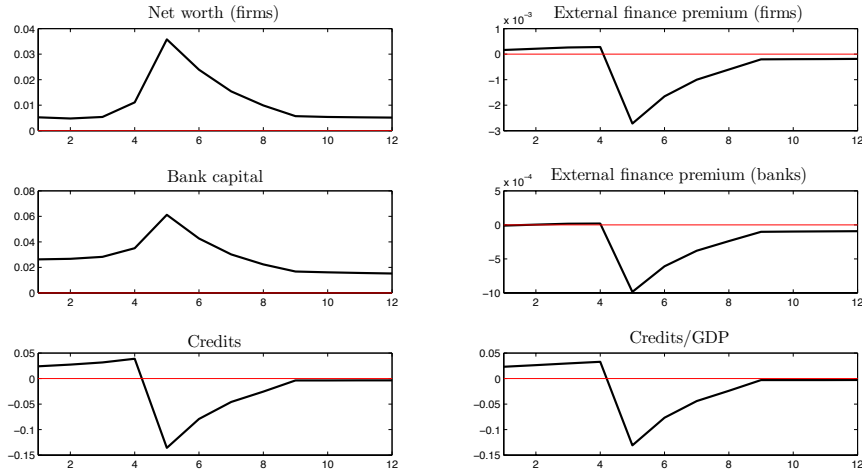 Net worth (firms)
0.04
0.03
0.02
0.01
0
2 4 6 8 10 12
External finance premium (firms)
x 10⁻³
1
0
−1
−2
−3
2 4 6 8 10 12
Bank capital
0.08
0.06
0.04
0.02
0
2 4 6 8 10 12
External finance premium (banks)
x 10⁻⁴
5
0
−5
−10
2 4 6 8 10 12
Credits
0.05
0
−0.05
−0.1
−0.15
2 4 6 8 10 12
Credits/GDP
0.05
0
−0.05
−0.1
−0.15
2 4 6 8 10 12